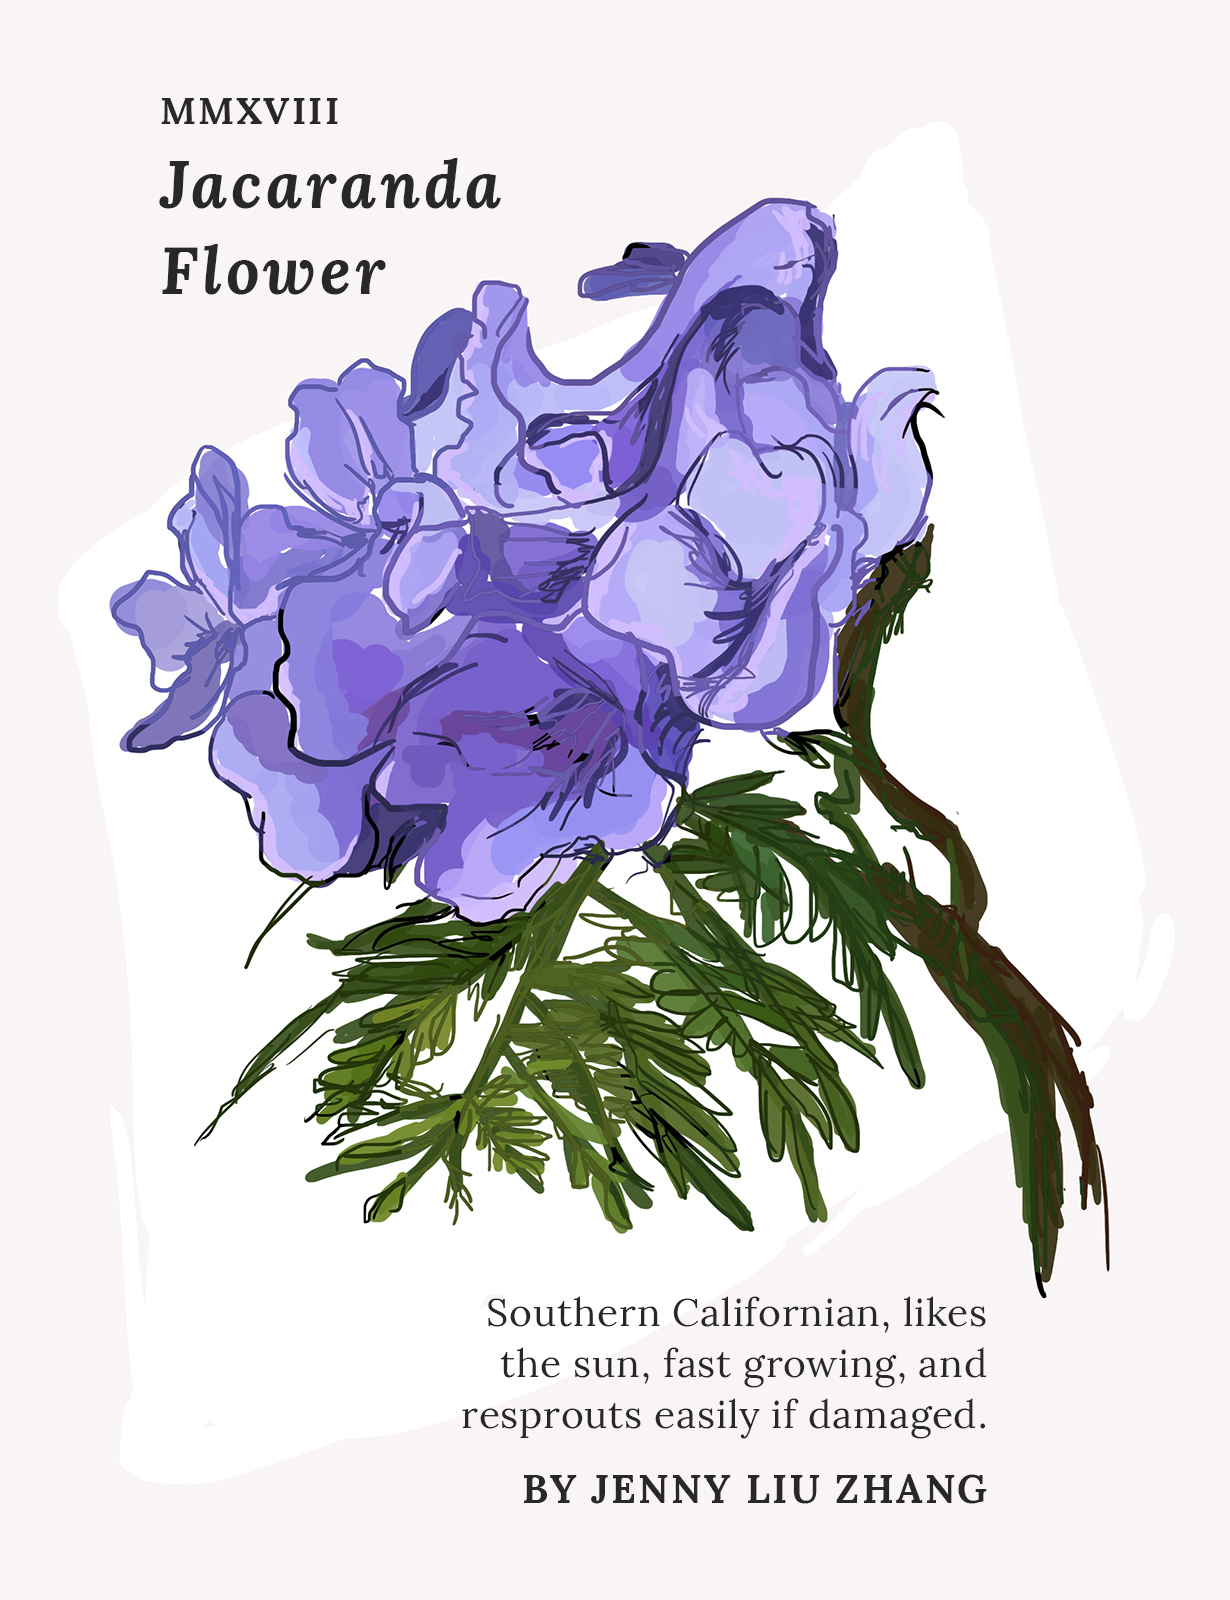 MMXVIII
Jacaranda
Flower
Southern Californian, likes
the sun, fast growing, and
resprouts easily if damaged.
BY JENNY LIU ZHANG